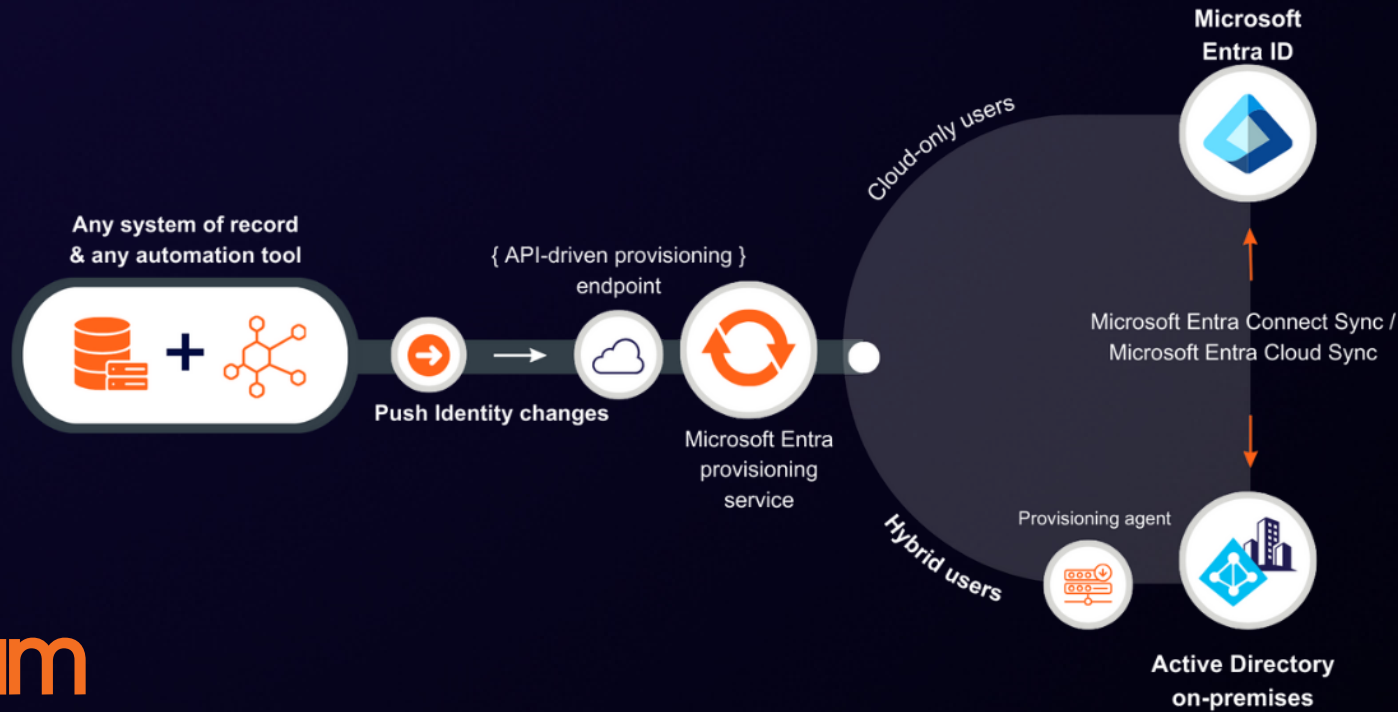 Microsoft
Entra ID
Cloud-only users
Any system of record
& any automation tool
{ API-driven provisioning }
endpoint
Push Identity changes
Microsoft Entra
provisioning
service
Microsoft Entra Connect Sync /
Microsoft Entra Cloud Sync
Hybrid users
Provisioning agent
Active Directory
on-premises